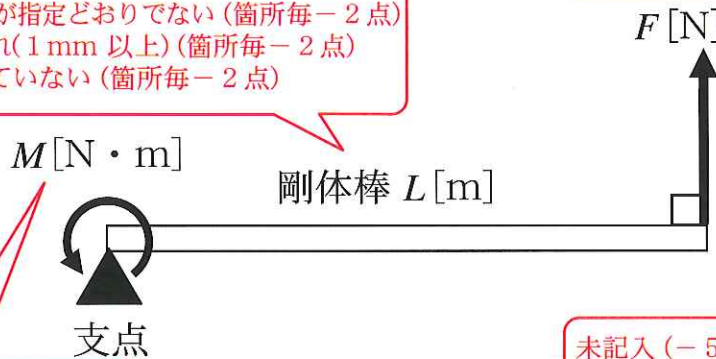 が指定どおりでない(箇所毎－2点)
れ(1mm 以上)(箇所毎－2点)
ていない(箇所毎－2点)
F[N]
M[N・m]
剛体棒 L[m]
支点
未記入(－5